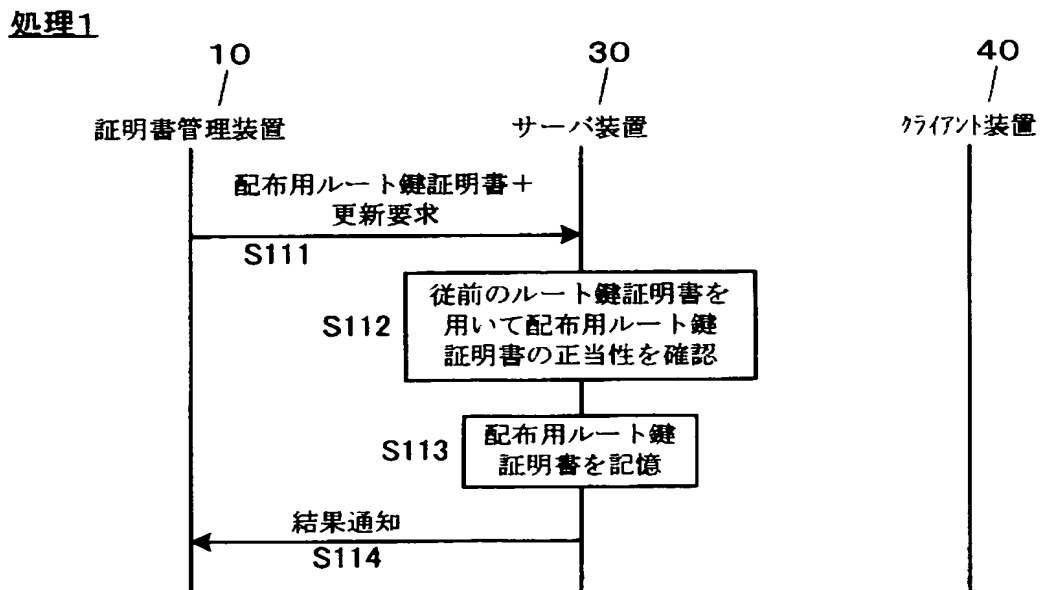 処理1
10
30
40
証明書管理装置
サーバ装置
クライアント装置
配布用ルート鍵証明書+
更新要求
S111
S112
従前のルート鍵証明書を
用いて配布用ルート鍵
証明書の正当性を確認
S113
配布用ルート鍵
証明書を記憶
結果通知
S114